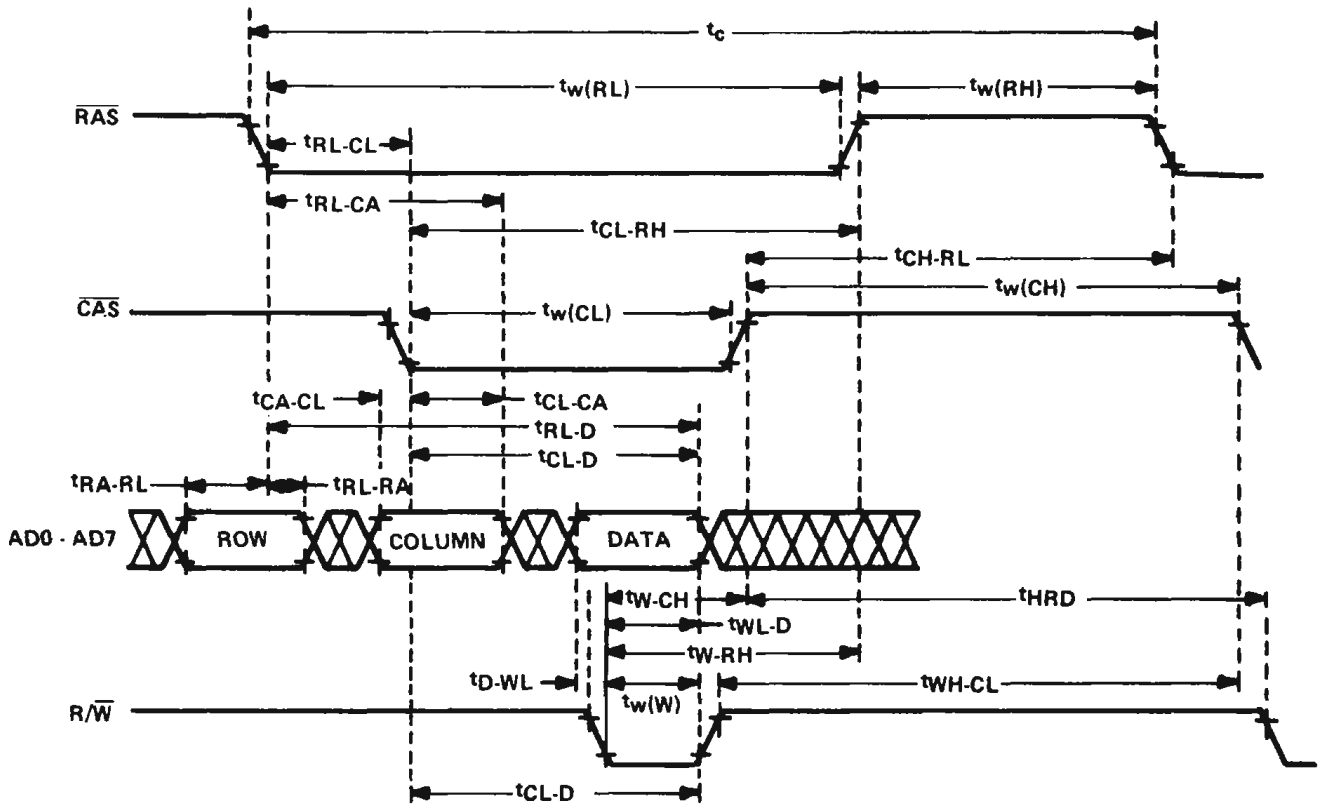 tc
tw(RL)
tw(RH)
R̅A̅S̅
tRL-CL
tRL-CA
tCL-RH
tCH-RL
tw(CH)
C̅A̅S̅
tw(CL)
tCA-CL
tCL-CA
tRL-D
tCL-D
tRA-RL
tRL-RA
AD0 - AD7
ROW
COLUMN
DATA
tW-CH
tHRD
tWL-D
tW-RH
tD-WL
tw(W)
tWH-CL
R/W̅
tCL-D